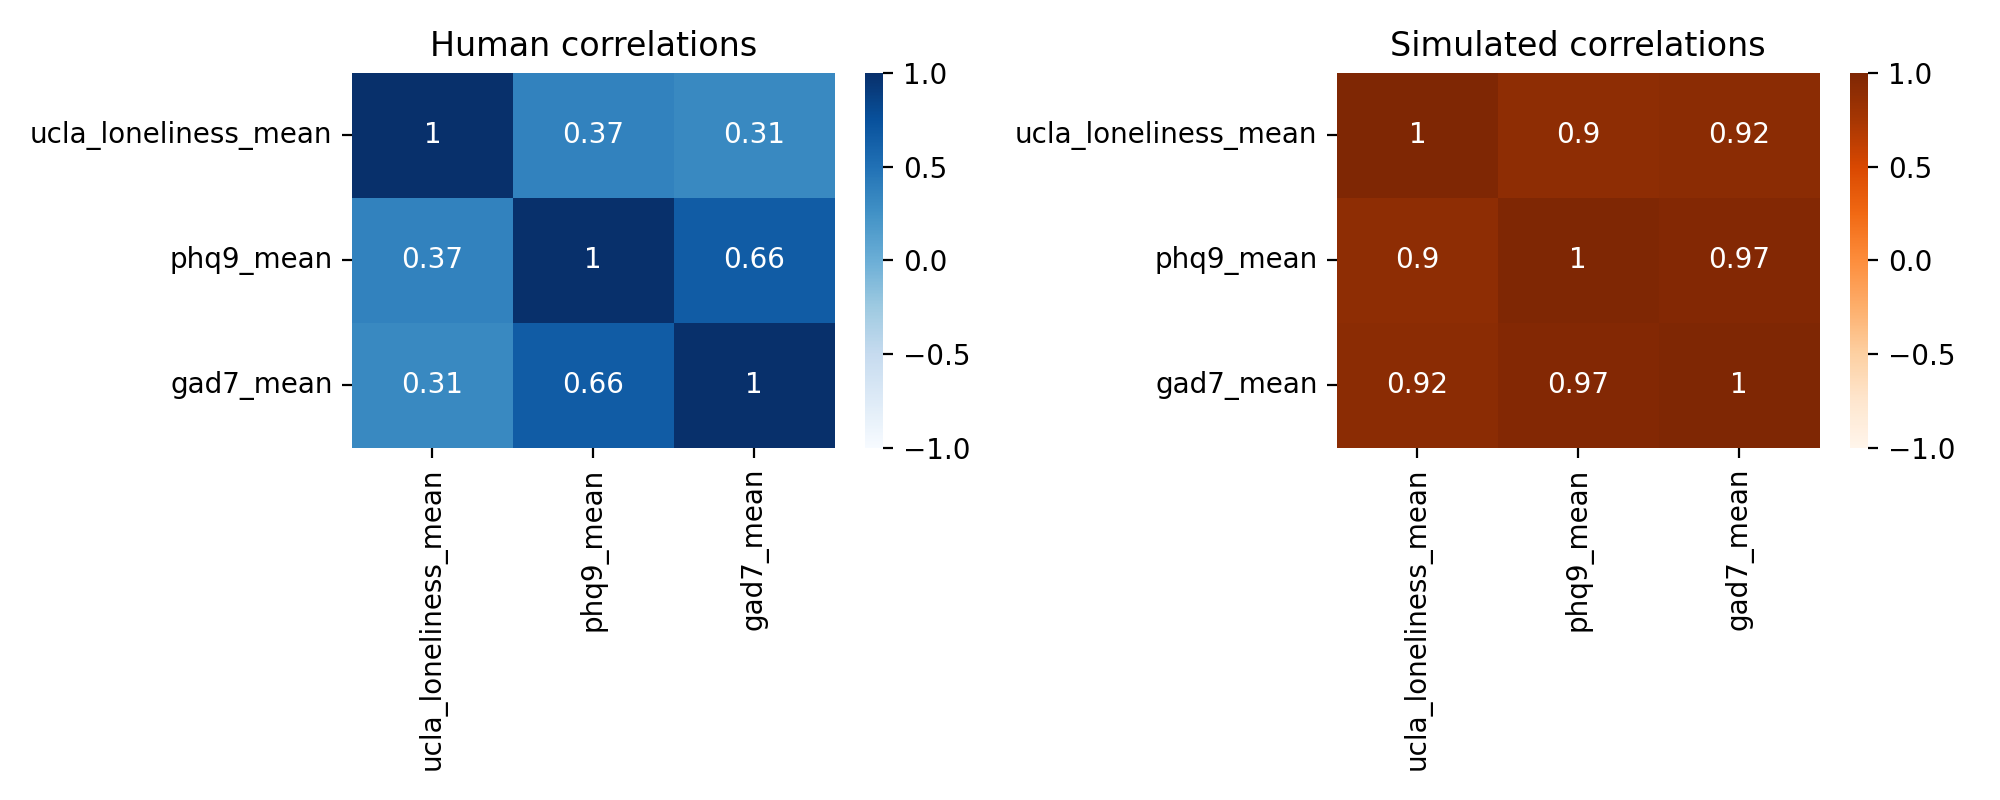 Human correlations
ucla_loneliness_mean
phq9_mean
gad7_mean
1 0.37 0.31
0.37 1 0.66
0.31 0.66 1
1.0
0.5
0.0
−0.5
−1.0
ucla_loneliness_mean
phq9_mean
gad7_mean
Simulated correlations
ucla_loneliness_mean
phq9_mean
gad7_mean
1 0.9 0.92
0.9 1 0.97
0.92 0.97 1
1.0
0.5
0.0
−0.5
−1.0
ucla_loneliness_mean
phq9_mean
gad7_mean